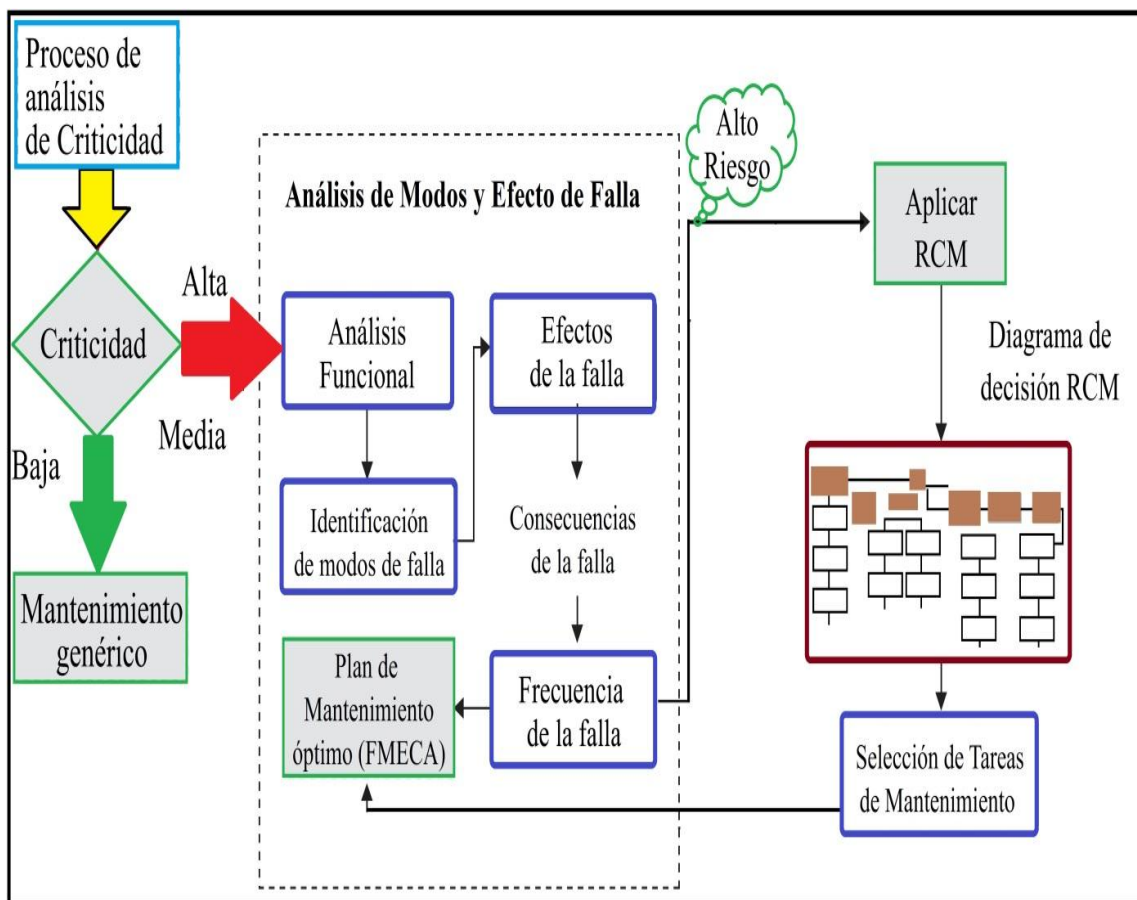 Proceso de
análisis
de Criticidad
Criticidad
Alta
Media
Baja
Mantenimiento
genérico
Análisis de Modos y Efecto de Falla
Análisis
Funcional
Identificación
de modos de falla
Efectos
de la falla
Consecuencias
de la falla
Frecuencia
de la falla
Plan de
Mantenimiento
óptimo (FMECA)
Alto
Riesgo
Aplicar
RCM
Diagrama de
decisión RCM
Selección de Tareas
de Mantenimiento